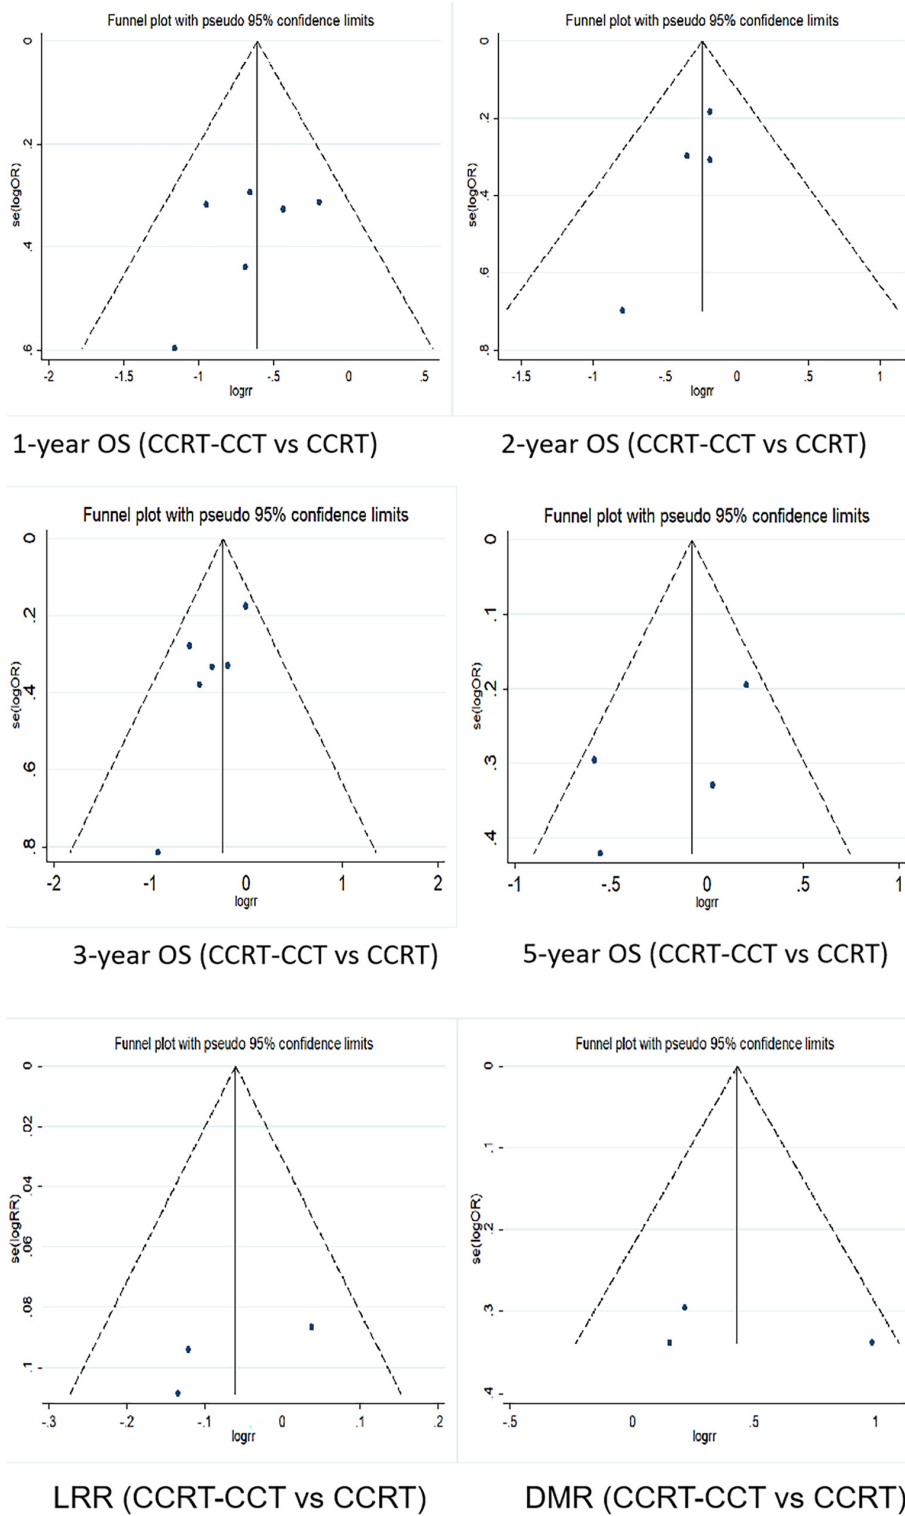 Funnel plot with pseudo 95% confidence limits
0
.2
.4
.6
se(logOR)
-2 -1.5 -1 -.5 0 .5
logrr
1-year OS (CCRT-CCT vs CCRT)
Funnel plot with pseudo 95% confidence limits
0
.2
.4
.6
.8
se(logOR)
-1.5 -1 -.5 0 .5 1
logrr
2-year OS (CCRT-CCT vs CCRT)
Funnel plot with pseudo 95% confidence limits
0
.2
.4
.6
.8
se(logOR)
-2 -1 0 1 2
logrr
3-year OS (CCRT-CCT vs CCRT)
Funnel plot with pseudo 95% confidence limits
0
.1
.2
.3
.4
se(logOR)
-1 -.5 0 .5 1
logrr
5-year OS (CCRT-CCT vs CCRT)
Funnel plot with pseudo 95% confidence limits
0
.02
.04
.06
.08
.1
se(logRR)
-.3 -.2 -.1 0 .1 .2
logrr
LRR (CCRT-CCT vs CCRT)
Funnel plot with pseudo 95% confidence limits
0
.1
.2
.3
.4
se(logOR)
-.5 0 .5 1
logrr
DMR (CCRT-CCT vs CCRT)